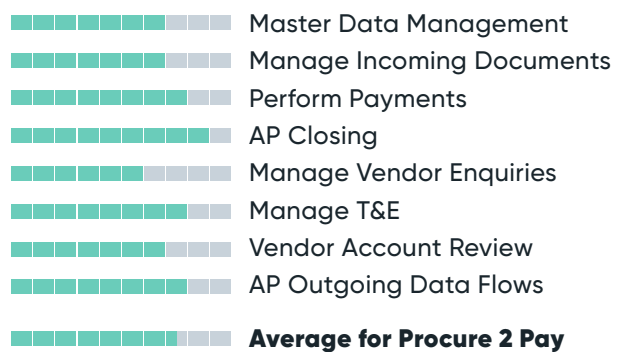 Master Data Management
Manage Incoming Documents
Perform Payments
AP Closing
Manage Vendor Enquiries
Manage T&E
Vendor Account Review
AP Outgoing Data Flows
Average for Procure 2 Pay